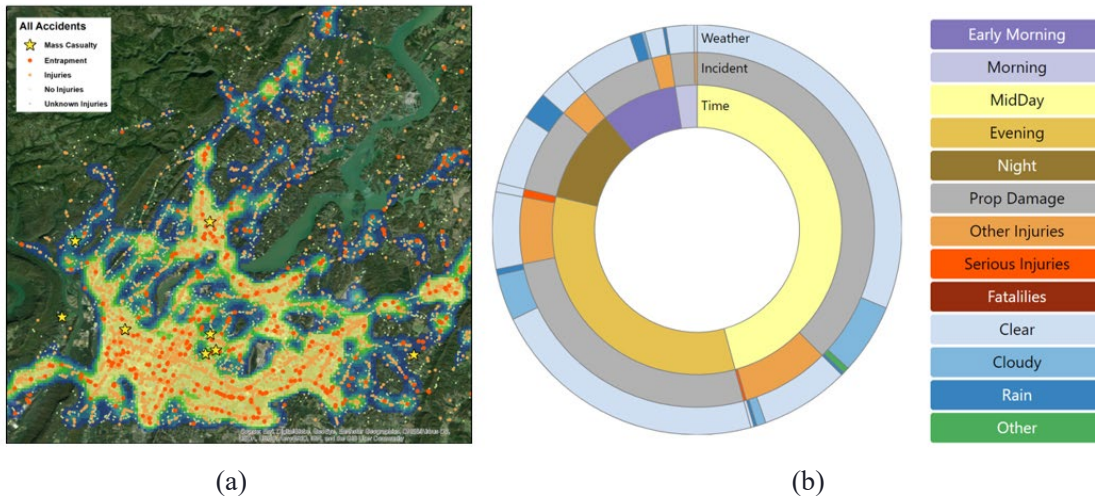 All Accidents
Mass Casualty
Entrapment
Injuries
No Injuries
Unknown Injuries
Weather
Incident
Time
Early Morning
Morning
MidDay
Evening
Night
Prop Damage
Other Injuries
Serious Injuries
Fatalilies
Clear
Cloudy
Rain
Other
(a)
(b)